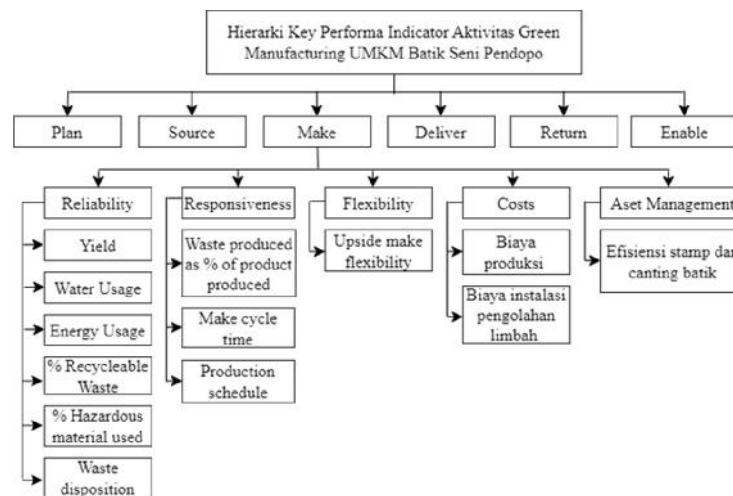 Hierarki Key Performa Indicator Aktivitas Green
Manufacturing UMKM Batik Seni Pendopo
Plan
Source
Make
Deliver
Return
Enable
Reliability
Responsiveness
Flexibility
Costs
Aset Management
Yield
Water Usage
Energy Usage
% Recycleable
Waste
% Hazardous
material used
Waste
disposition
Waste produced
as % of product
produced
Make cycle
time
Production
schedule
Upside make
flexibility
Biaya
produksi
Biaya instalasi
pengolahan
limbah
Efisiensi stamp dan
canting batik